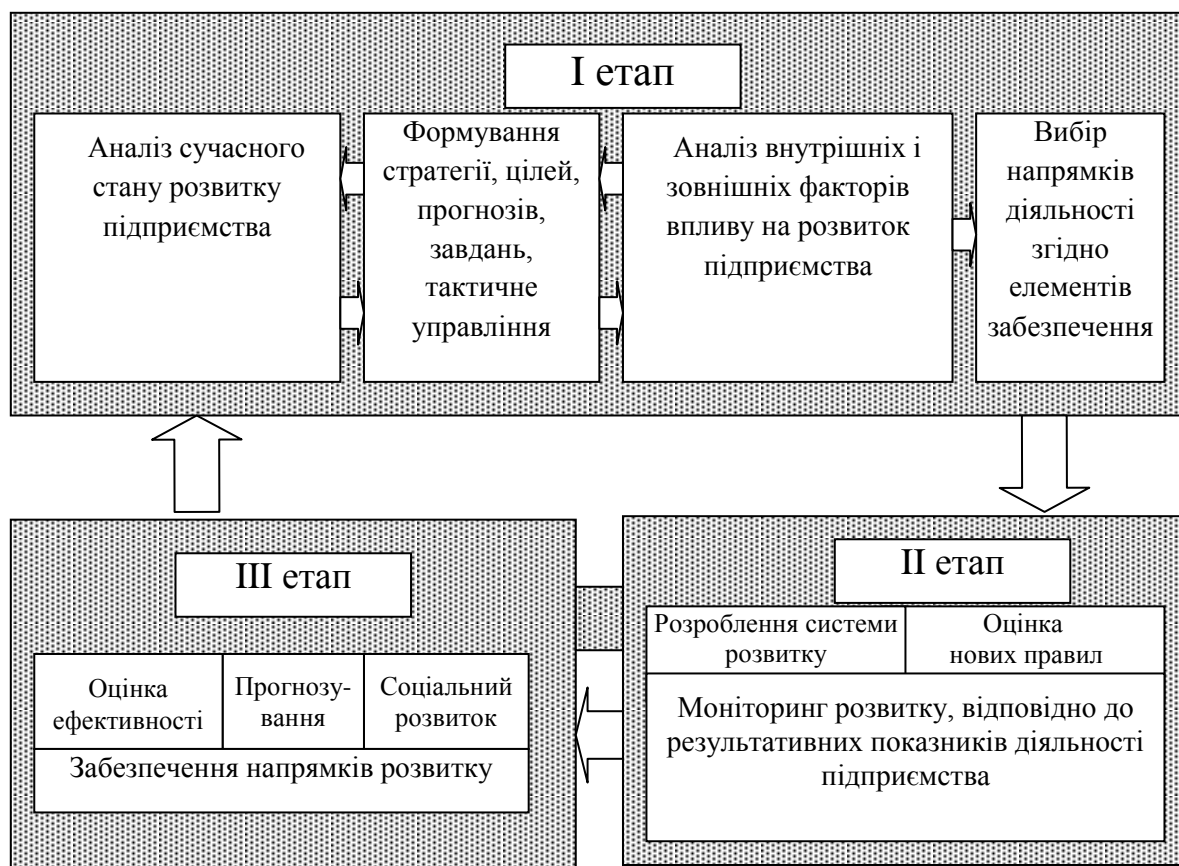 І етап
Аналіз сучасного
стану розвитку
підприємства
Формування
стратегії, цілей,
прогнозів,
завдань,
тактичне
управління
Аналіз внутрішніх і
зовнішніх факторів
впливу на розвиток
підприємства
Вибір
напрямків
діяльності
згідно
елементів
забезпечення
ІІІ етап
Оцінка
ефективності
Прогнозу-
вання
Соціальний
розвиток
Забезпечення напрямків розвитку
ІІ етап
Розроблення системи
розвитку
Оцінка
нових правил
Моніторинг розвитку, відповідно до
результативних показників діяльності
підприємства